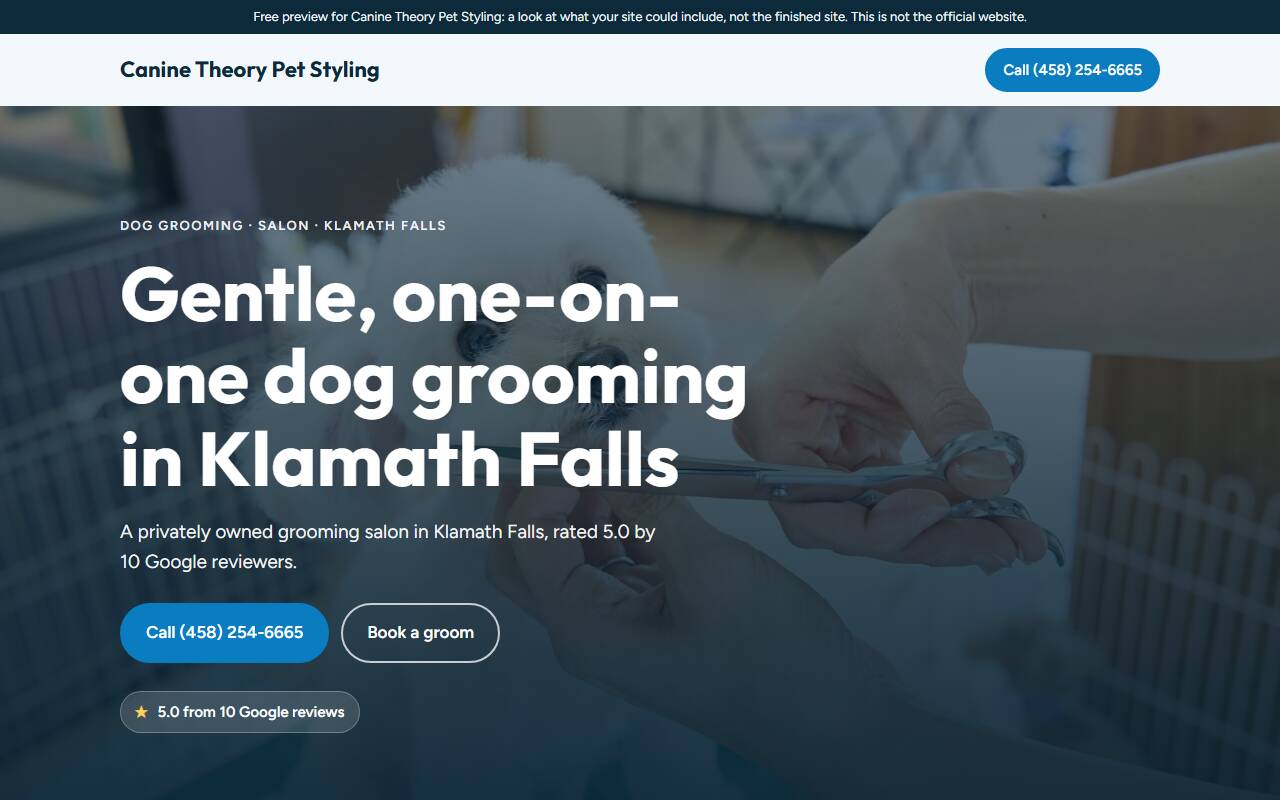 Free preview for Canine Theory Pet Styling: a look at what your site could include, not the finished site. This is not the official website.
Canine Theory Pet Styling
Call (458) 254-6665
DOG GROOMING · SALON · KLAMATH FALLS
Gentle, one-on-
one dog grooming
in Klamath Falls
A privately owned grooming salon in Klamath Falls, rated 5.0 by
10 Google reviewers.
Call (458) 254-6665
Book a groom
★ 5.0 from 10 Google reviews